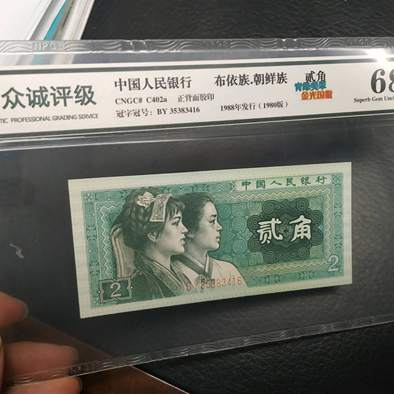 众诚评级
TIC PROFESSIONAL GRADING SERVICE
中国人民银行 布依族.朝鲜族 贰角
CNGC# C402a 正背面胶印
冠字冠号: BY 35383416 1988年发行(1980版)
68
Superb Gem Unc
中国人民银行
贰角
2
2
35383416